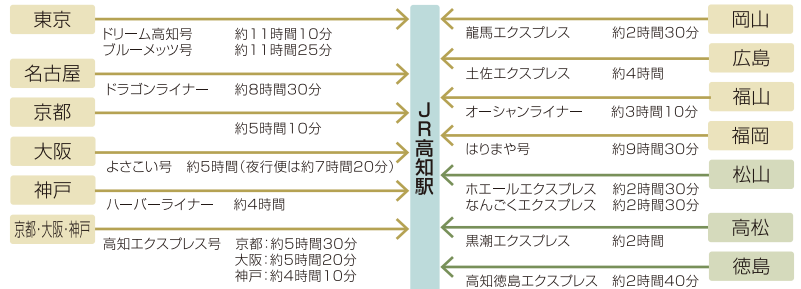 東京
ドリーム高知号 約11時間10分
ブルーメッツ号 約11時間25分
名古屋
ドラゴンライナー 約8時間30分
京都
約5時間10分
大阪
よさこい号 約5時間(夜行便は約7時間20分)
神戸
ハーバーライナー 約4時間
京都・大阪・神戸
高知エクスプレス号 京都:約5時間30分
大阪:約5時間20分
神戸:約4時間10分
JR高知駅
岡山
龍馬エクスプレス 約2時間30分
広島
土佐エクスプレス 約4時間
福山
オーシャンライナー 約3時間10分
福岡
はりまや号 約9時間30分
松山
ホエールエクスプレス 約2時間30分
なんごくエクスプレス 約2時間30分
高松
黒潮エクスプレス 約2時間
徳島
高知徳島エクスプレス 約2時間40分